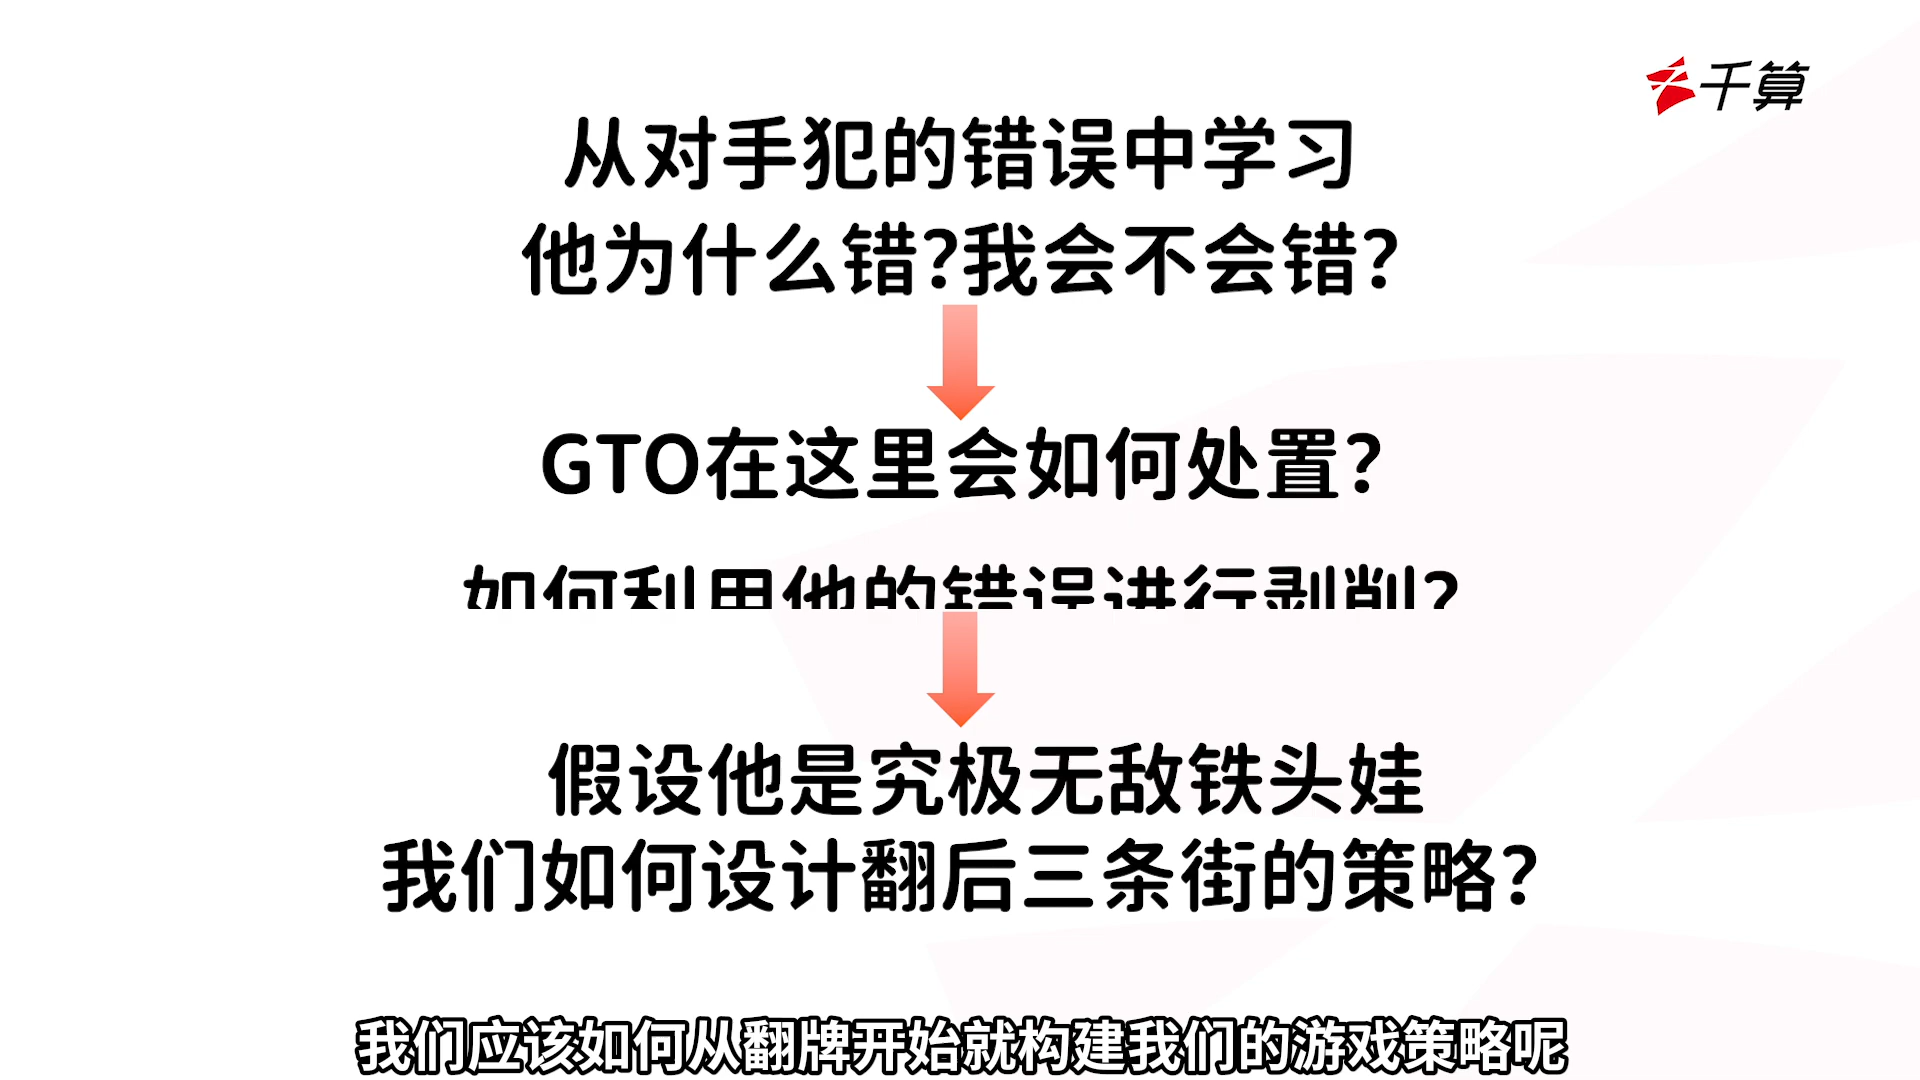 千算
从对手犯的错误中学习
他为什么错?我会不会错?
GTO在这里会如何处置?
如何利用他的错误进行剥削?
假设他是究极无敌铁头娃
我们如何设计翻后三条街的策略?
我们应该如何从翻牌开始就构建我们的游戏策略呢